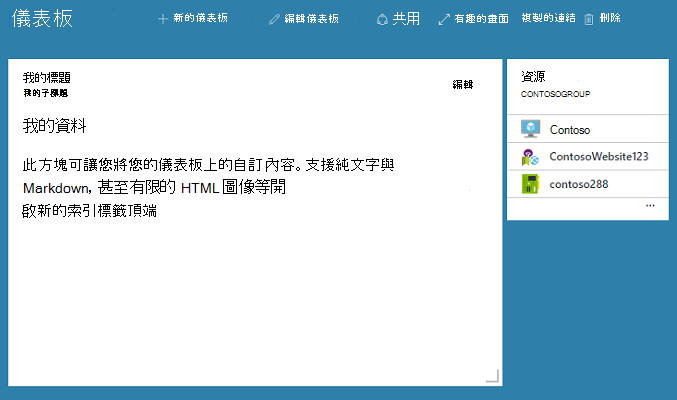 儀表板
新的儀表板 編輯儀表板 共用 有趣的畫面 複製的連結 刪除
我的標題
我的子標題
編輯
我的資料
此方塊可讓您將您的儀表板上的自訂內容。支援純文字與
Markdown, 甚至有限的 HTML 圖像等開
啟新的索引標籤頂端
資源
CONTOSOGROUP
Contoso
ContosoWebsite123
contoso288
...